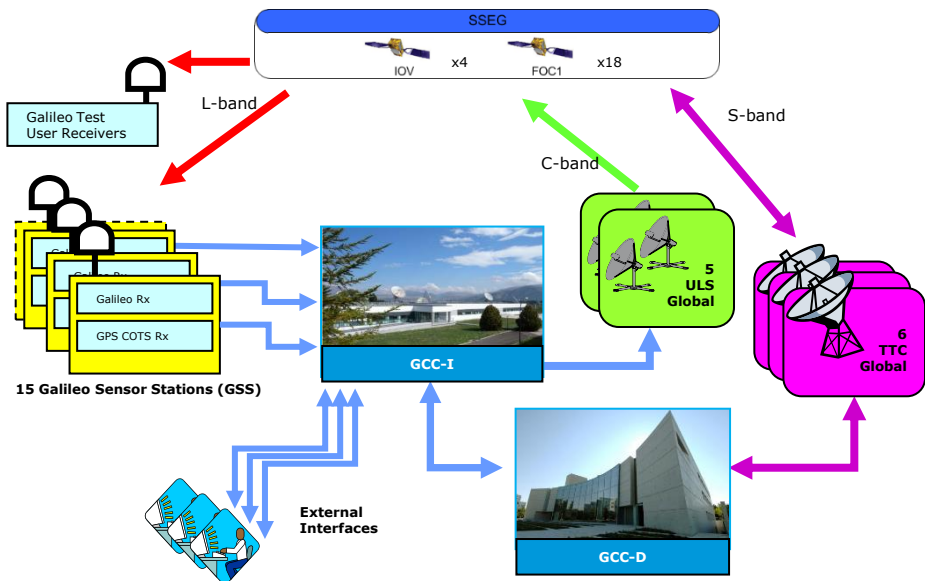 SSEG
IOV
x4
FOC1
x18
Galileo Test
User Receivers
L-band
C-band
S-band
Galileo Rx
GPS COTS Rx
15 Galileo Sensor Stations (GSS)
GCC-I
5
ULS
Global
6
TTC
Global
External
Interfaces
GCC-D